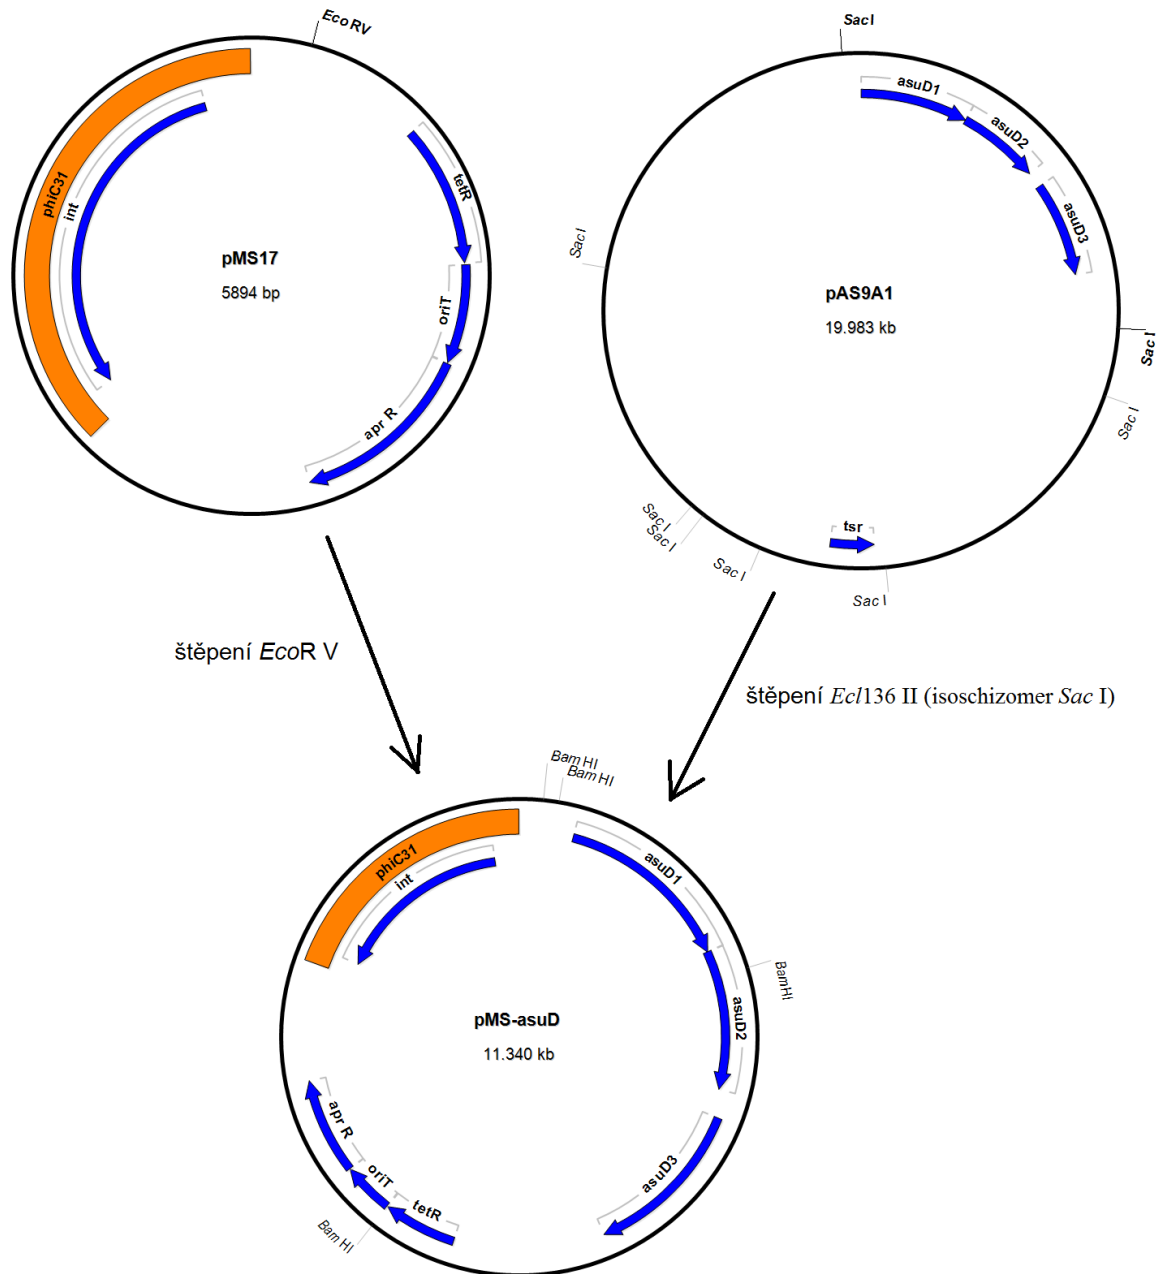 EcoRV
phiC31
int
tetR
oriT
apr R
pMS17
5894 bp
SacI
asuD1
asuD2
asuD3
SacI
pAS9A1
19.983 kb
SacI
SacI
SacI
SacI
SacI
tsr
SacI
štěpení EcoR V
štěpení Ecl136 II (isoschizomer Sac I)
BamHI
BamHI
phiC31
int
asuD1
BamHI
asuD2
pMS-asuD
11.340 kb
apr R
oriT
tetR
asuD3
BamHI